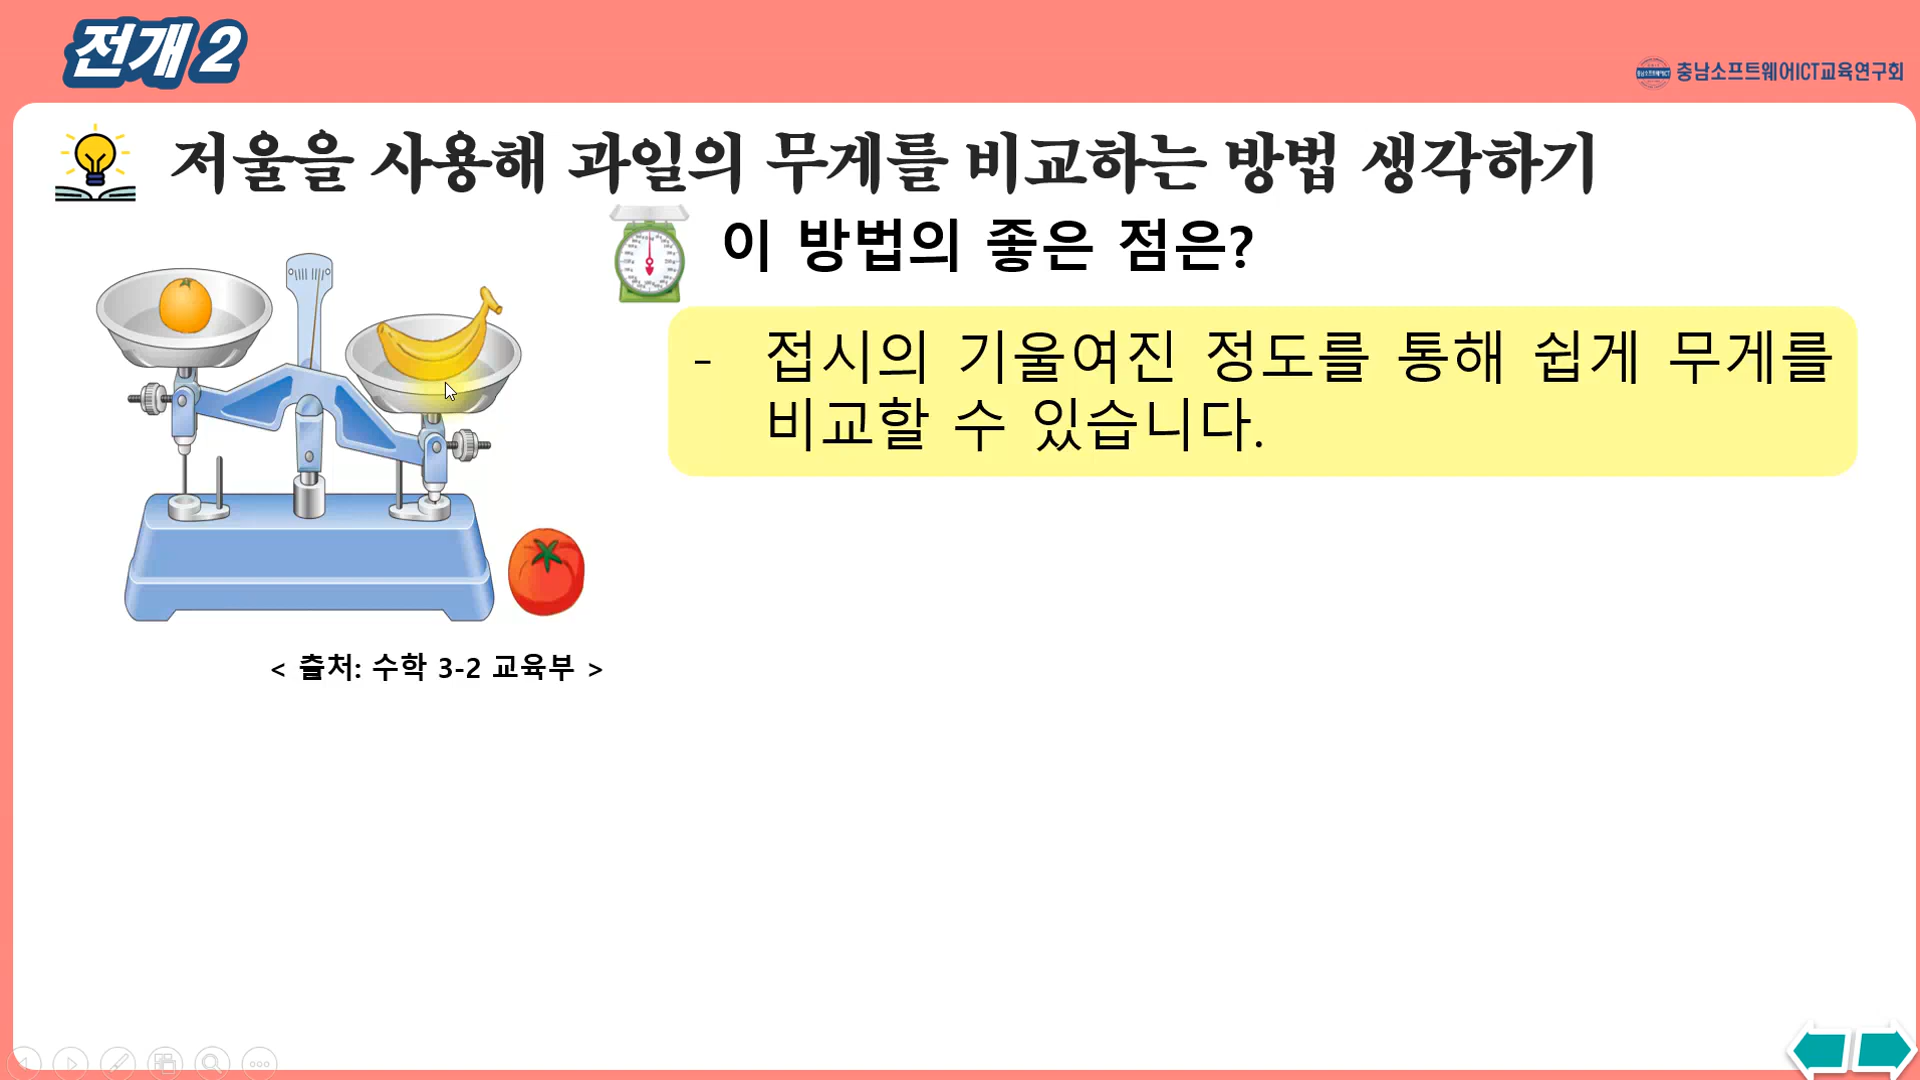 전개 2
충남소프트웨어ICT교육연구회
저울을 사용해 과일의 무게를 비교하는 방법 생각하기
이 방법의 좋은 점은?
- 접시의 기울여진 정도를 통해 쉽게 무게를
비교할 수 있습니다.
< 출처: 수학 3-2 교육부 >